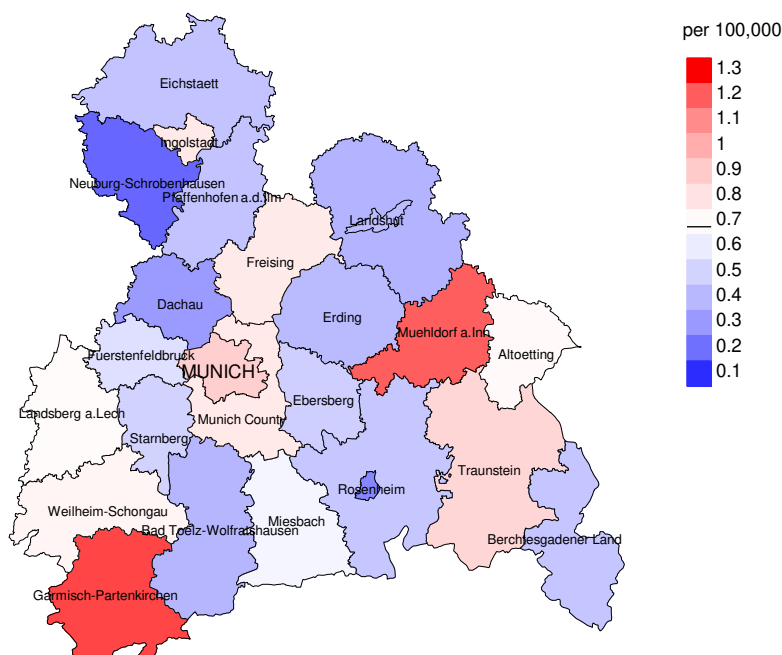 per 100,000
1.3
1.2
1.1
1
0.9
0.8
0.7
0.6
0.5
0.4
0.3
0.2
0.1
Eichstaett
Ingolstadt
Neuburg-Schrobenhausen
Pfaffenhofen a.d.Ilm
Landshut
Freising
Dachau
Erding
Muehldorf a.Inn
Altoetting
Fuerstenfeldbruck
MUNICH
Ebersberg
Landsberg a.Lech
Munich County
Starnberg
Traunstein
Rosenheim
Weilheim-Schongau
Miesbach
Bad Toelz-Wolfratshausen
Berchtesgadener Land
Garmisch-Partenkirchen